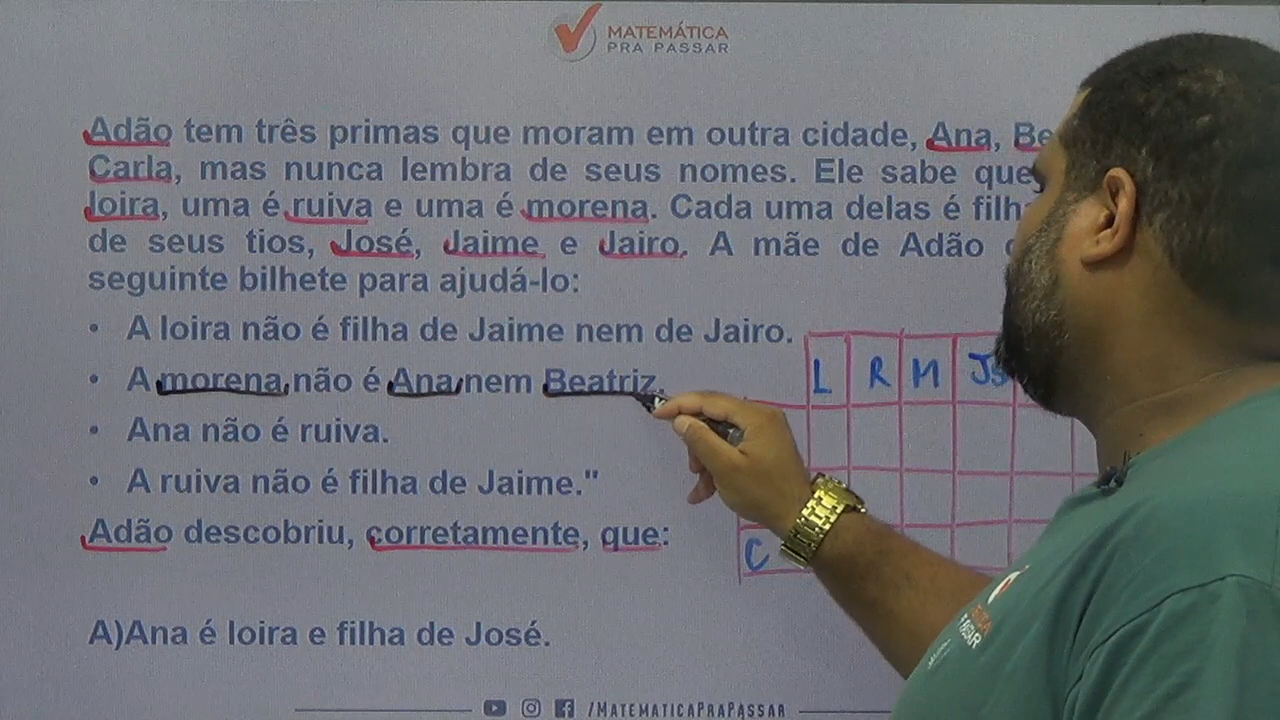 MATEMÁTICA
PRA PASSAR
Adão tem três primas que moram em outra cidade, Ana,
Carla, mas nunca lembra de seus nomes. Ele sabe que
loira, uma é ruiva e uma é morena. Cada uma delas é
de seus tios, José, Jaime e Jairo. A mãe de Adão
seguinte bilhete para ajudá-lo:
• A loira não é filha de Jaime nem de Jairo.
• A morena não é Ana nem Beatriz.
• Ana não é ruiva.
• A ruiva não é filha de Jaime."
Adão descobriu, corretamente, que:
L R M
C
A)Ana é loira e filha de José.
/MATEMATICAPRAPASSAR